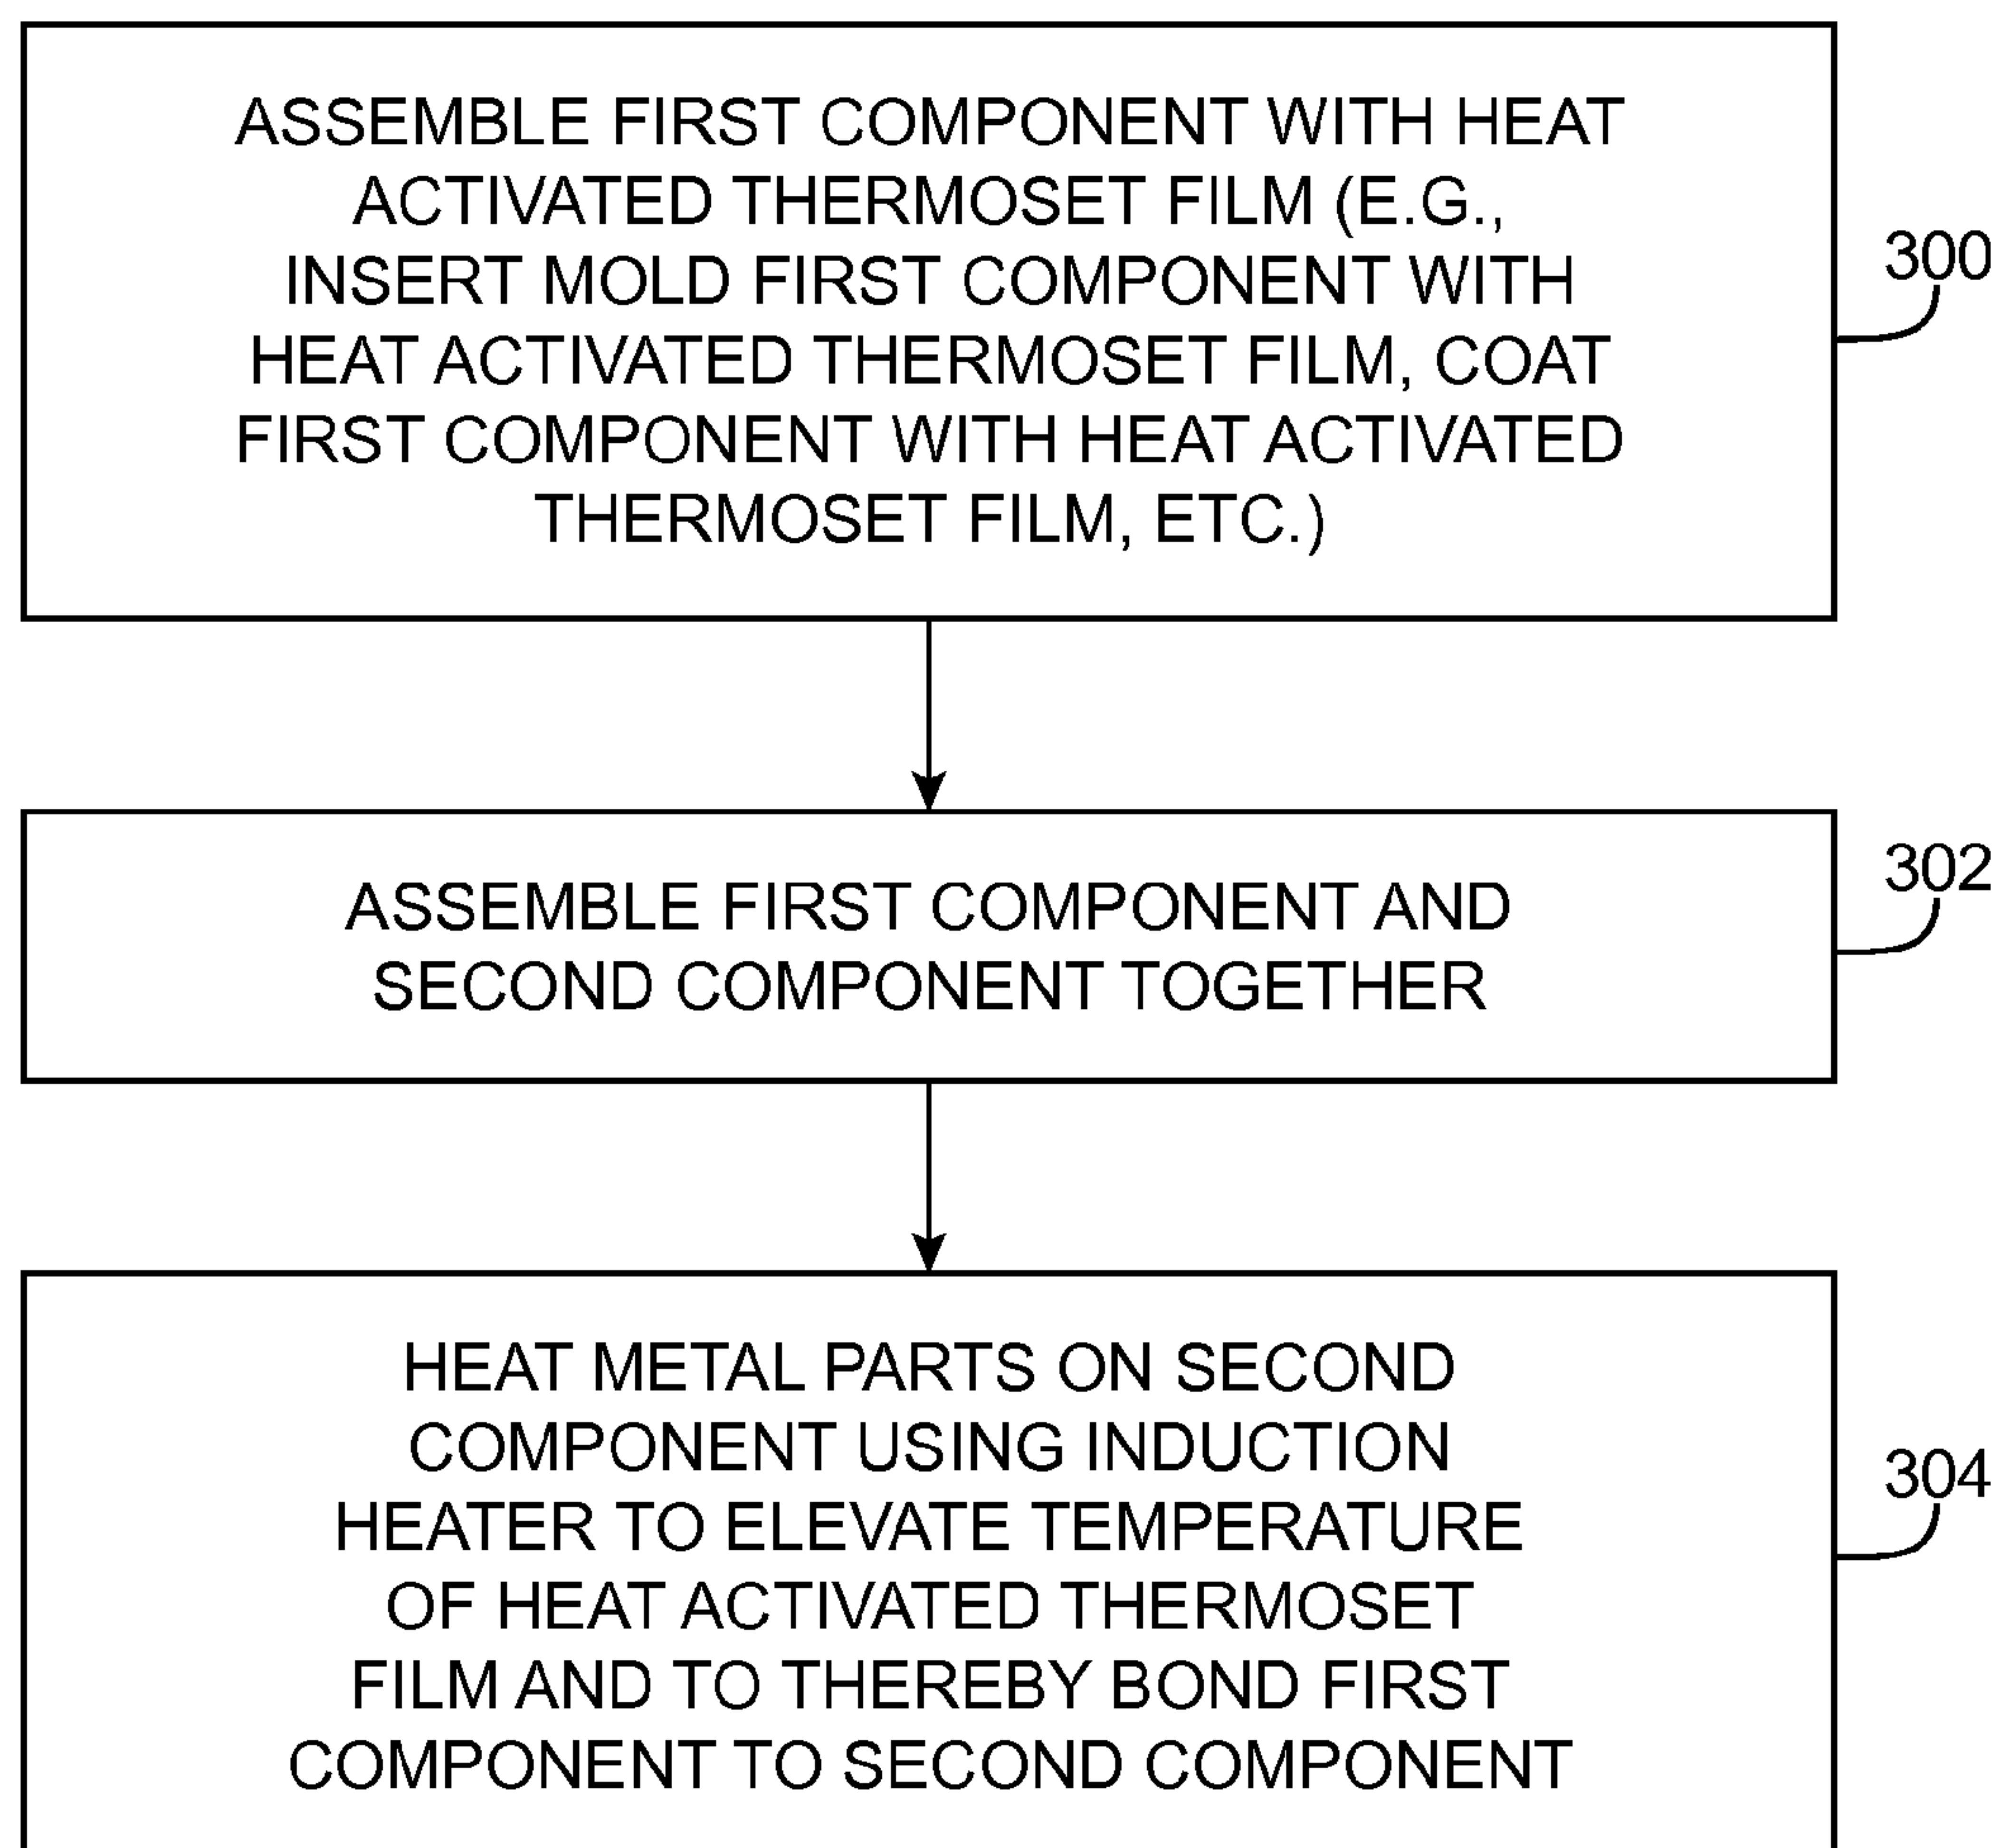 ASSEMBLE FIRST COMPONENT WITH HEAT
ACTIVATED THERMOSET FILM (E.G.,
INSERT MOLD FIRST COMPONENT WITH
HEAT ACTIVATED THERMOSET FILM, COAT
FIRST COMPONENT WITH HEAT ACTIVATED
THERMOSET FILM, ETC.)
300
ASSEMBLE FIRST COMPONENT AND
SECOND COMPONENT TOGETHER
302
HEAT METAL PARTS ON SECOND
COMPONENT USING INDUCTION
HEATER TO ELEVATE TEMPERATURE
OF HEAT ACTIVATED THERMOSET
FILM AND TO THEREBY BOND FIRST
COMPONENT TO SECOND COMPONENT
304